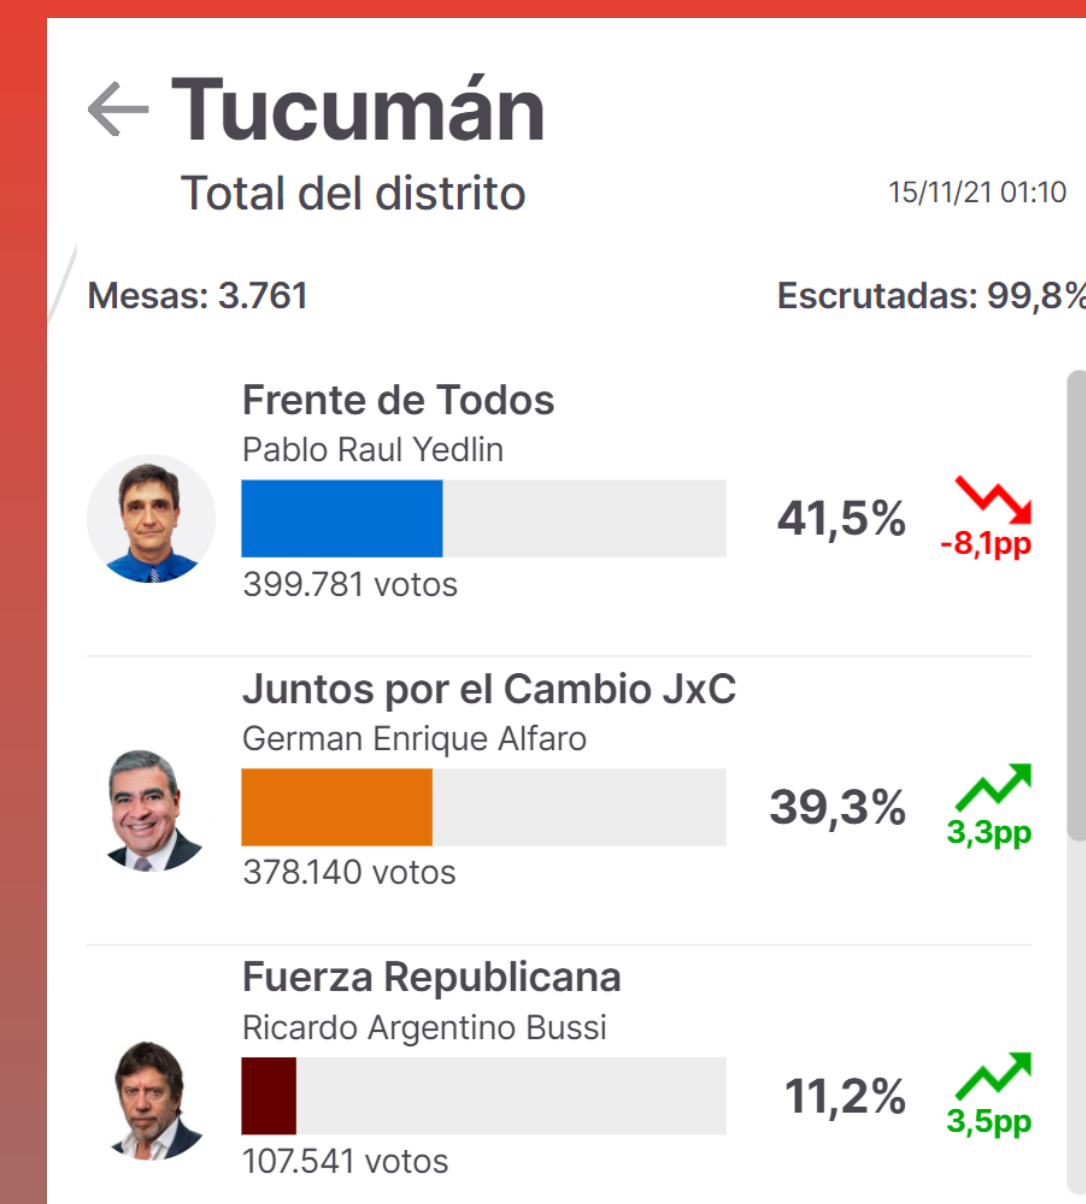 Tucumán
Total del distrito
15/11/21 01:10
Mesas: 3.761
Escrutadas: 99,8%
Frente de Todos
Pablo Raul Yedlin
41,5%
-8,1pp
399.781 votos
Juntos por el Cambio JxC
German Enrique Alfaro
39,3%
3,3pp
378.140 votos
Fuerza Republicana
Ricardo Argentino Bussi
11,2%
3,5pp
107.541 votos